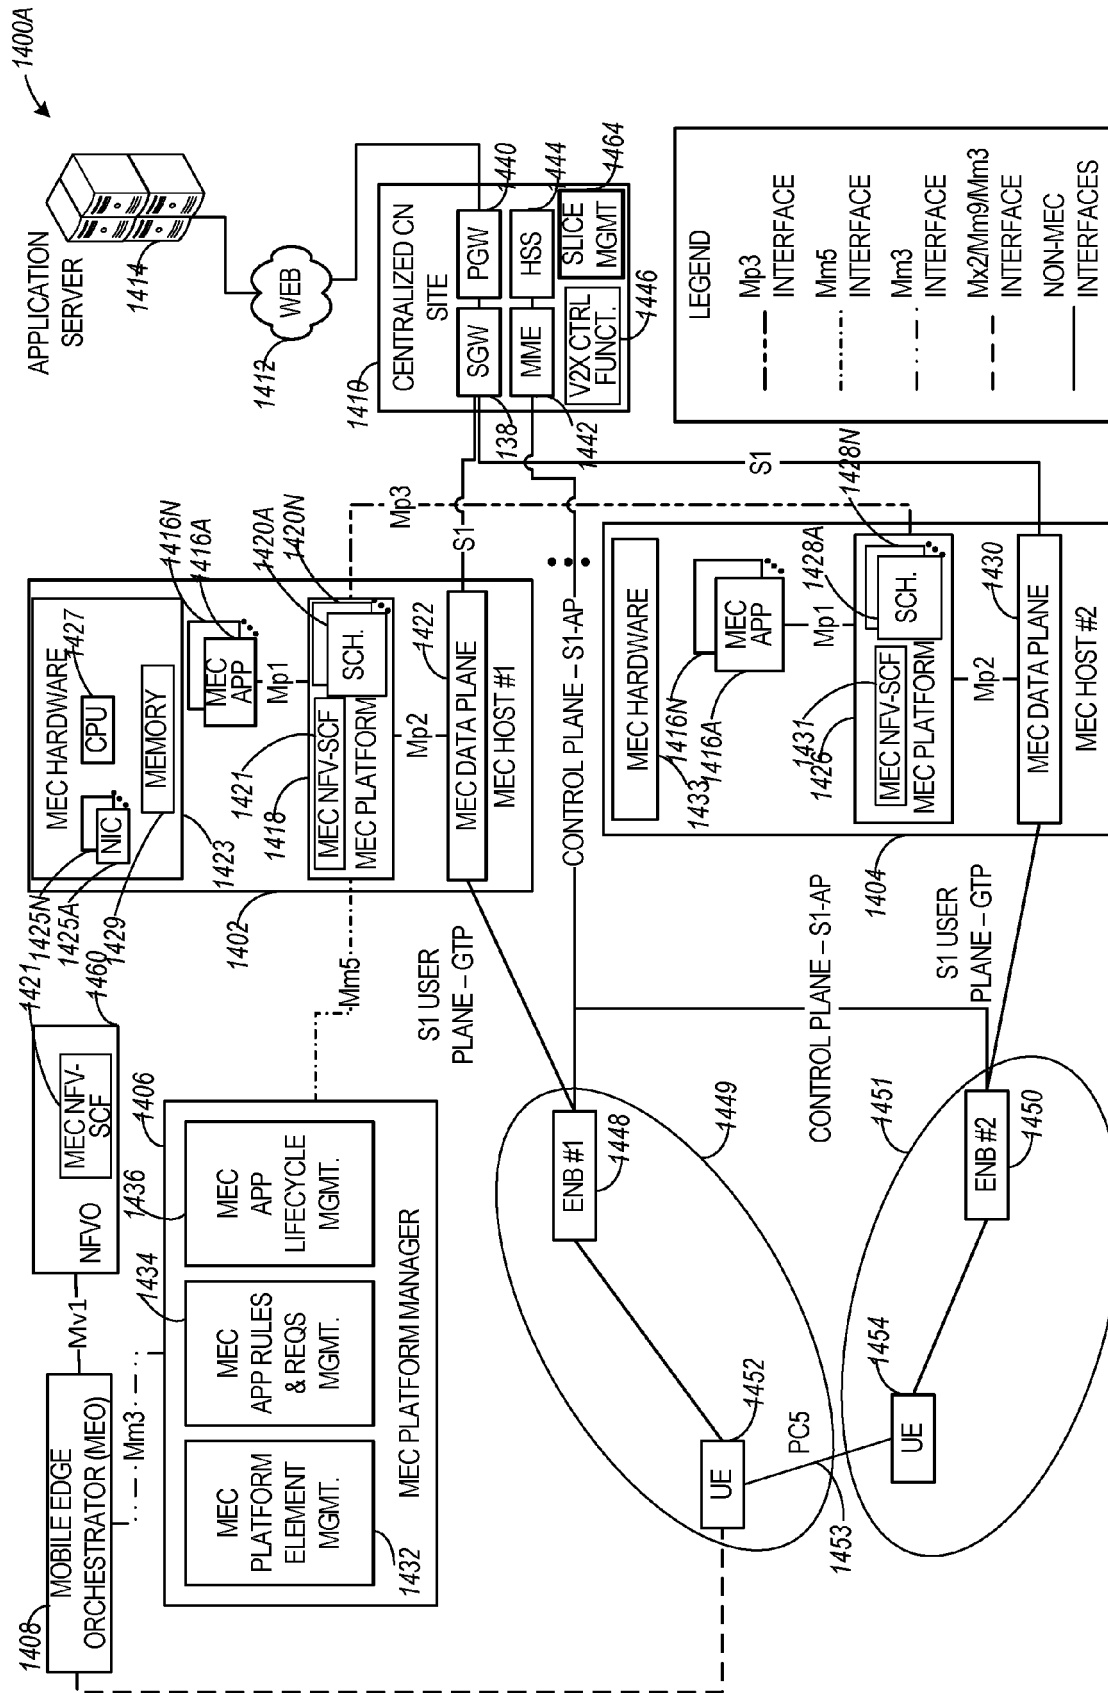 1400A
APPLICATION
SERVER
1414
WEB
1412
1410
CENTRALIZED CN
SITE
SGW
PGW
1440
MME
HSS
1444
138
1442
V2X CTRL
FUNCT.
1446
SLICE
MGMT
1464
LEGEND
Mp3
INTERFACE
Mm5
INTERFACE
Mm3
INTERFACE
Mx2/Mm9/Mm3
INTERFACE
NON-MEC
INTERFACES
1408
MOBILE EDGE
ORCHESTRATOR (MEO)
Mv1
NFVO
MEC NFV-
SCF
1421
1460
Mm3
1406
MEC
PLATFORM
ELEMENT
MGMT.
1432
MEC
APP RULES
& REQS
MGMT.
1434
MEC
APP
LIFECYCLE
MGMT.
1436
MEC PLATFORM MANAGER
Mm5
1402
MEC HARDWARE
NIC
1425N
1425A
1429
1423
CPU
1427
MEMORY
MEC
APP
1416N
1416A
Mp1
1420A
1420N
SCH.
1421
1418
MEC NFV-SCF
MEC PLATFORM
Mp2
1422
MEC DATA PLANE
MEC HOST #1
S1
Mp3
S1 USER
PLANE – GTP
CONTROL PLANE – S1-AP
1404
MEC HARDWARE
1433
MEC
APP
1416N
1416A
Mp1
1428A
1428N
SCH.
1431
1426
MEC NFV-SCF
MEC PLATFORM
Mp2
1430
MEC DATA PLANE
MEC HOST #2
S1
CONTROL PLANE – S1-AP
S1 USER
PLANE – GTP
ENB #1
1448
1449
UE
1452
PC5
1453
UE
1454
1451
ENB #2
1450